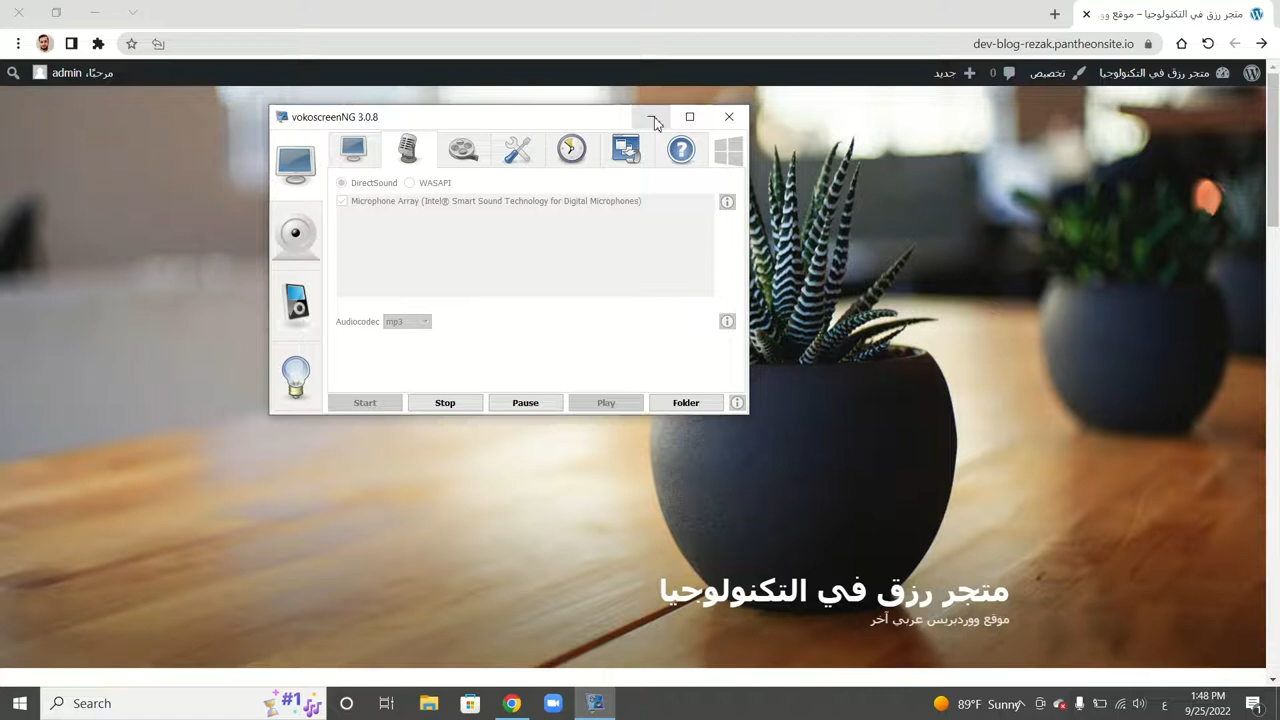 متجر رزق في التكنولوجيا – موقع وو
dev-blog-rezak.pantheonsite.io
متجر رزق في التكنولوجيا
تخصيص
0
جديد
مرحبًا، admin
vokoscreenNG 3.0.8
DirectSound
WASAPI
Microphone Array (Intel® Smart Sound Technology for Digital Microphones)
Audiocodec
mp3
Start
Stop
Pause
Play
Folder
متجر رزق في التكنولوجيا
موقع ووردبريس عربي آخر
Search
#1
89°F Sunny
ع
1:48 PM
9/25/2022
1